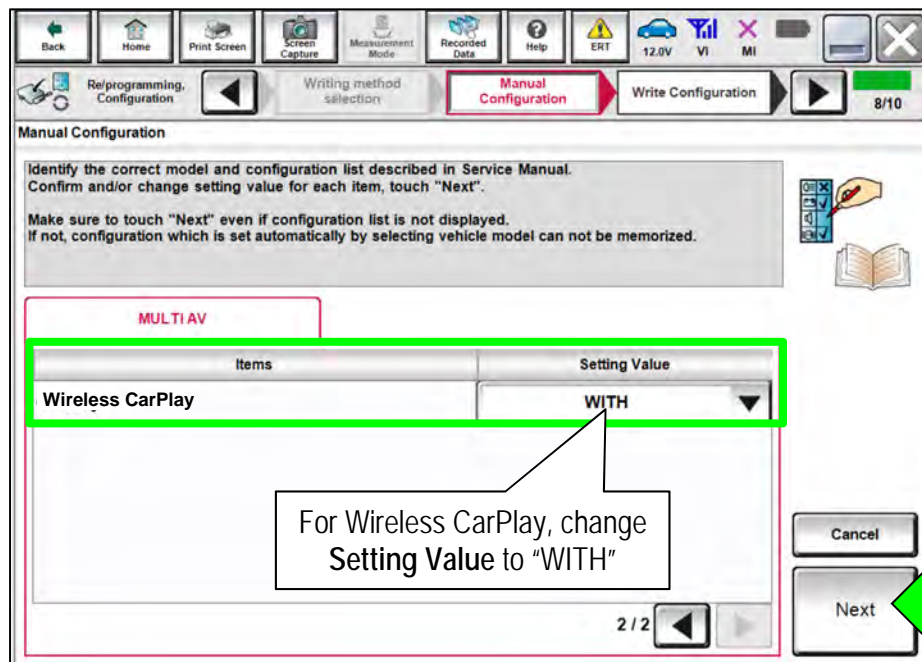 Back
Home
Print Screen
Screen
Capture
Measurement
Mode
Recorded
Data
Help
ERT
12.0V
VI
MI
Re/programming,
Configuration
Writing method
selection
Manual
Configuration
Write Configuration
8/10
Manual Configuration
Identify the correct model and configuration list described in Service Manual.
Confirm and/or change setting value for each item, touch "Next".
Make sure to touch "Next" even if configuration list is not displayed.
If not, configuration which is set automatically by selecting vehicle model can not be memorized.
MULTI AV
Items
Setting Value
Wireless CarPlay
WITH
For Wireless CarPlay, change
Setting Value to “WITH”
Cancel
Next
2 / 2